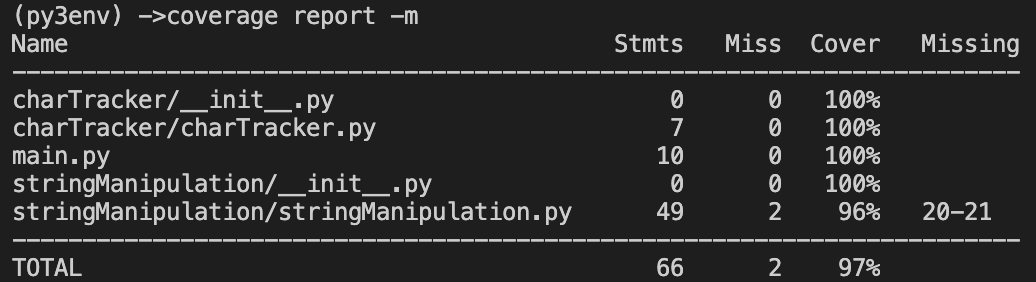 (py3env) ->coverage report -m
Name                                     Stmts   Miss  Cover   Missing
------------------------------------------------------------------------
charTracker/__init__.py                      0      0   100%
charTracker/charTracker.py                   7      0   100%
main.py                                     10      0   100%
stringManipulation/__init__.py               0      0   100%
stringManipulation/stringManipulation.py      49      2    96%   20-21
------------------------------------------------------------------------
TOTAL                                       66      2    97%